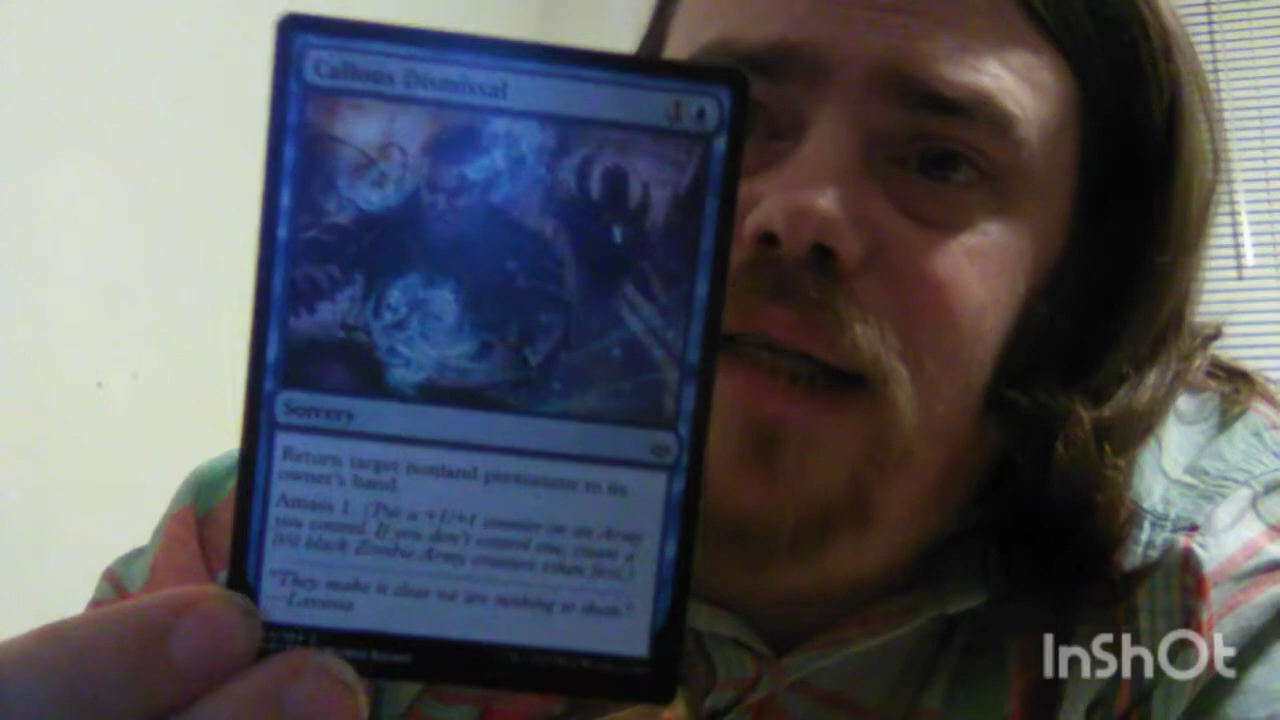 Callous Dismissal
1
Sorcery
Return target nonland permanent to its
owner's hand.
Amass 1. (Put a +1/+1 counter on an Army
you control. If you don't control one, create a
0/0 black Zombie Army creature token first.)
"They make it clear we are nothing to them."
—Lavinia
InShOt